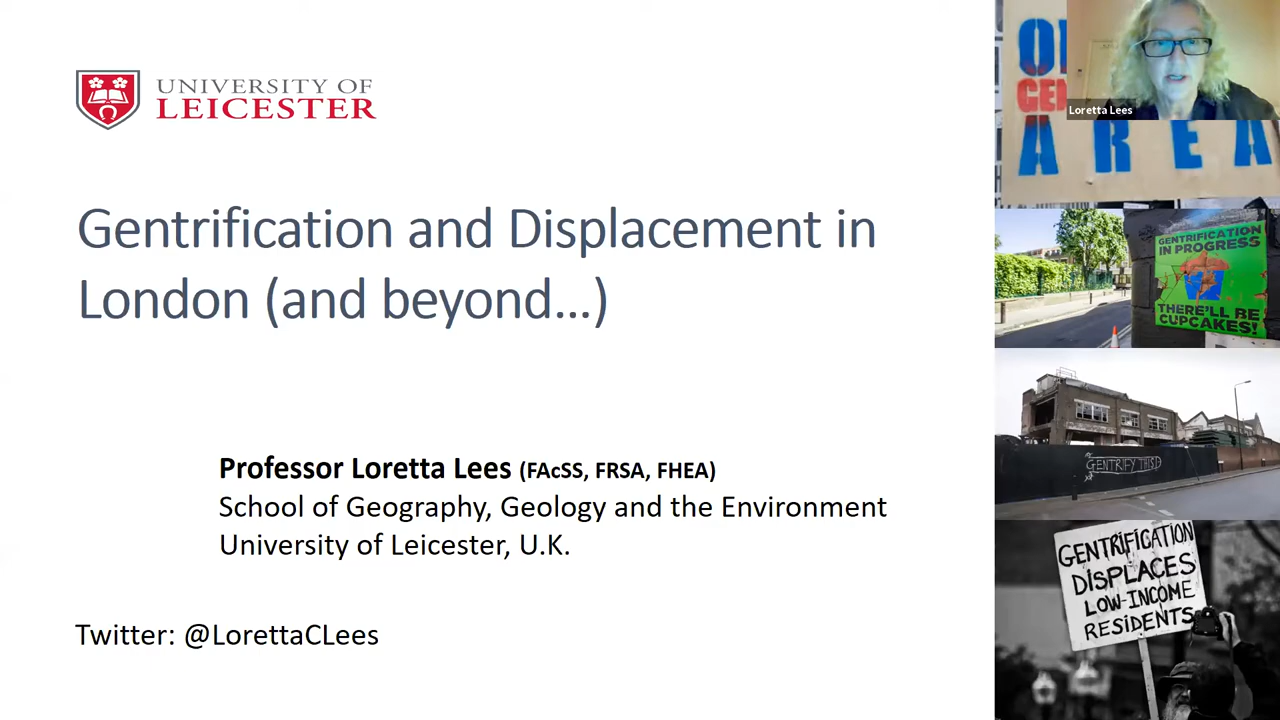 UNIVERSITY OF
LEICESTER
Gentrification and Displacement in
London (and beyond...)
Professor Loretta Lees (FAcSS, FRSA, FHEA)
School of Geography, Geology and the Environment
University of Leicester, U.K.
Twitter: @LorettaCLees
Loretta Lees
AREA
GENTRIFICATION
IN PROGRESS
THERE'LL BE
CUPCAKES!
GENTRIFY THIS!
GENTRIFICATION
DISPLACES
LOW-INCOME
RESIDENTS